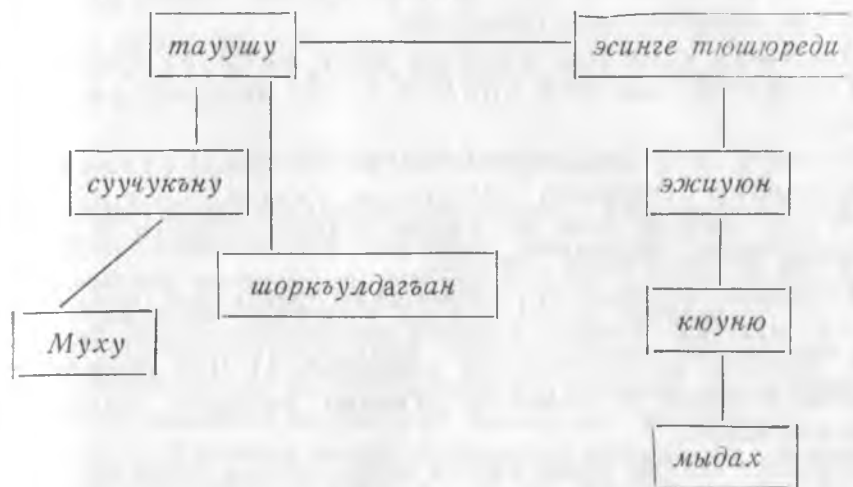 тауушу
эсинге тюшюреди
суучукъну
эжиуюн
шоркъулдагъан
Муху
кюуню
мыдах